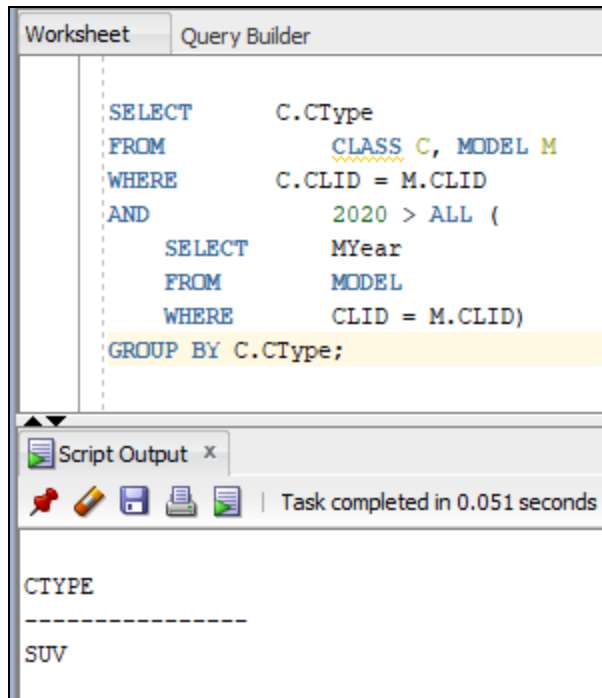 Worksheet Query Builder
SELECT C.CType
FROM CLASS C, MODEL M
WHERE C.CLID = M.CLID
AND 2020 > ALL (
SELECT MYear
FROM MODEL
WHERE CLID = M.CLID)
GROUP BY C.CType;
Script Output x
| Task completed in 0.051 seconds
CTYPE
----------------
SUV